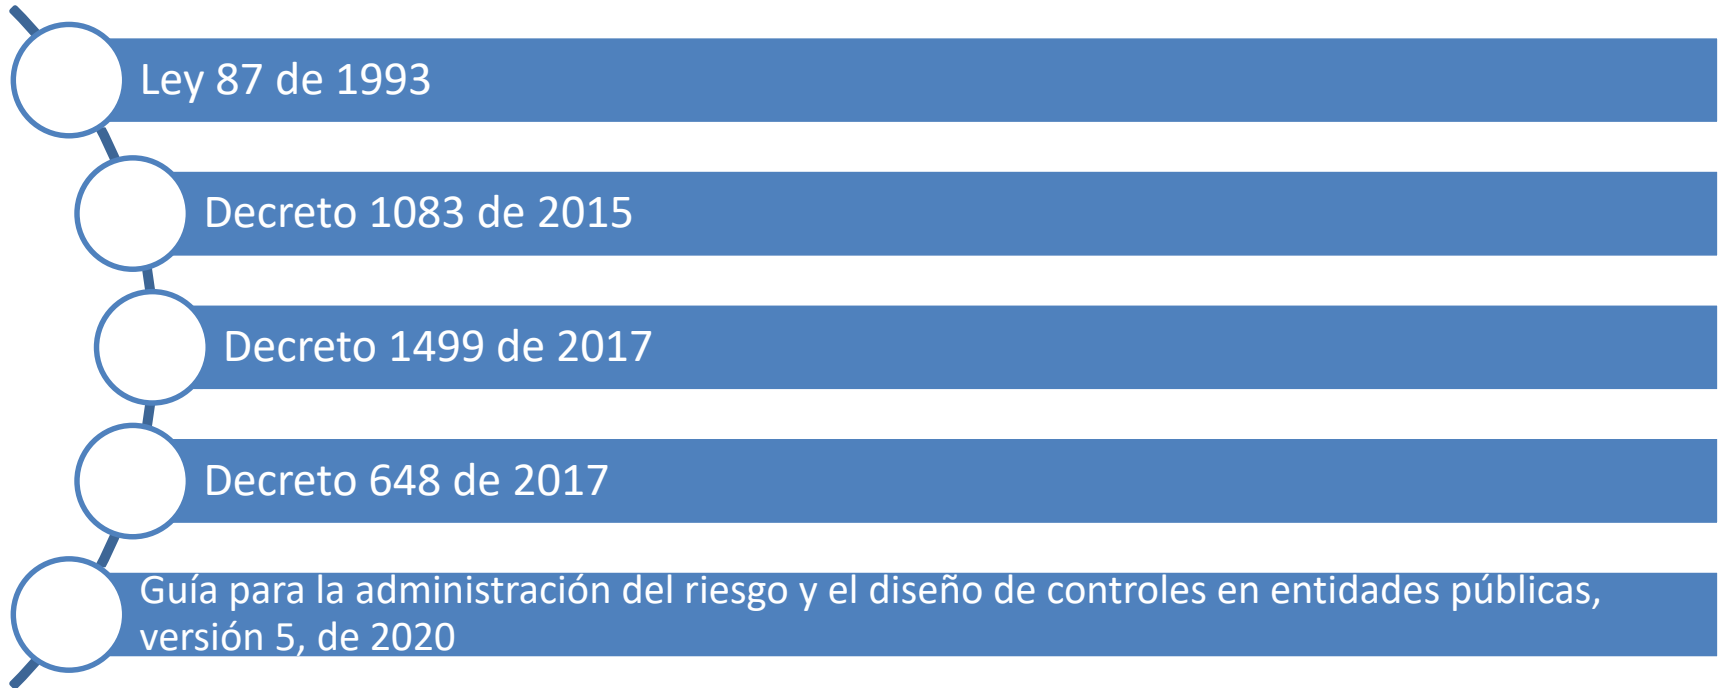 Ley 87 de 1993
Decreto 1083 de 2015
Decreto 1499 de 2017
Decreto 648 de 2017
Guía para la administración del riesgo y el diseño de controles en entidades públicas,
versión 5, de 2020